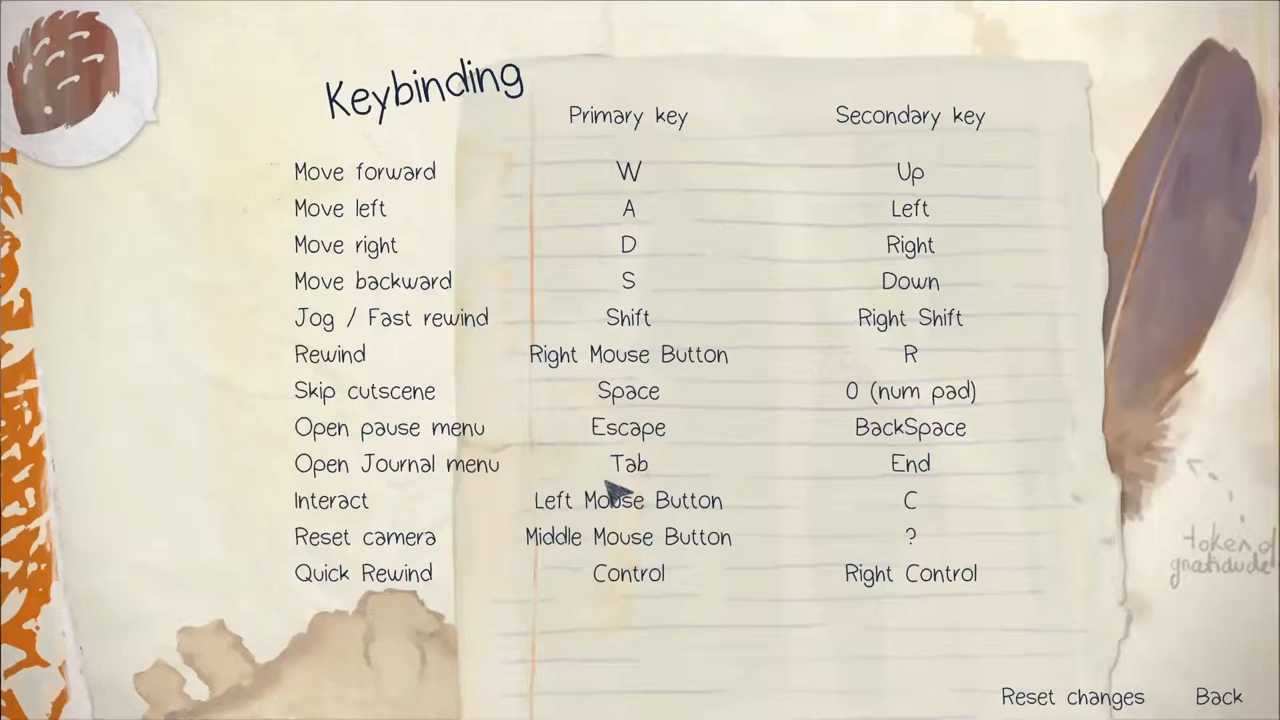 Keybinding
Primary key Secondary key
Move forward W Up
Move left A Left
Move right D Right
Move backward S Down
Jog / Fast rewind Shift Right Shift
Rewind Right Mouse Button R
Skip cutscene Space 0 (num pad)
Open pause menu Escape BackSpace
Open Journal menu Tab End
Interact Left Mouse Button C
Reset camera Middle Mouse Button ?
Quick Rewind Control Right Control
token of
gratidude!
Reset changes Back